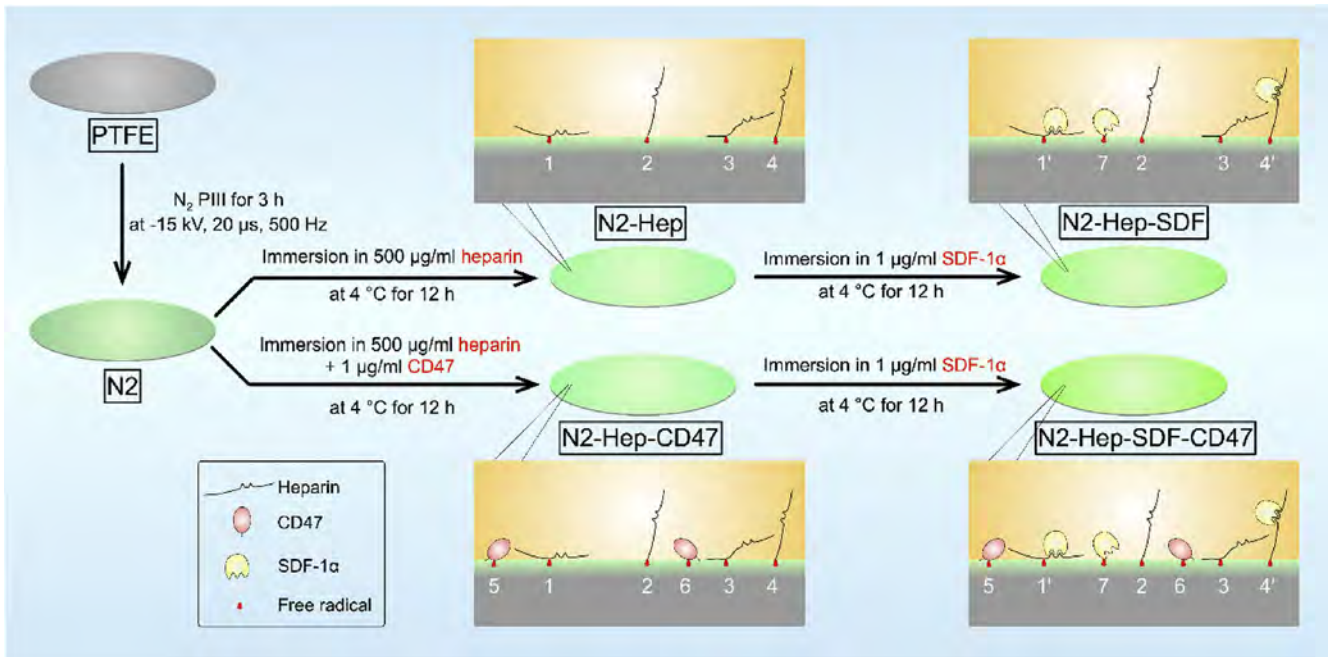 PTFE
N₂ PIII for 3 h
at -15 kV, 20 µs, 500 Hz
N2
Immersion in 500 µg/ml heparin
at 4 °C for 12 h
Immersion in 500 µg/ml heparin
+ 1 µg/ml CD47
at 4 °C for 12 h
1 2 3 4
N2-Hep
Immersion in 1 µg/ml SDF-1α
at 4 °C for 12 h
1' 7 2 3 4'
N2-Hep-SDF
N2-Hep-CD47
5 1 2 6 3 4
Immersion in 1 µg/ml SDF-1α
at 4 °C for 12 h
N2-Hep-SDF-CD47
5 1' 7 2 6 3 4'
Heparin
CD47
SDF-1α
Free radical